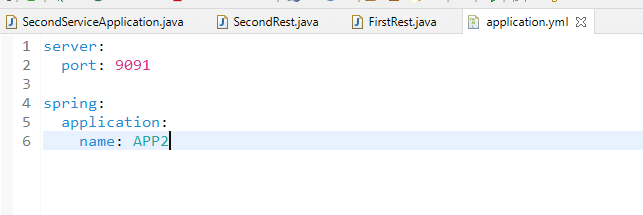 SecondServiceApplication.java SecondRest.java FirstRest.java application.yml
1 server:
2   port: 9091
3
4 spring:
5   application:
6     name: APP2